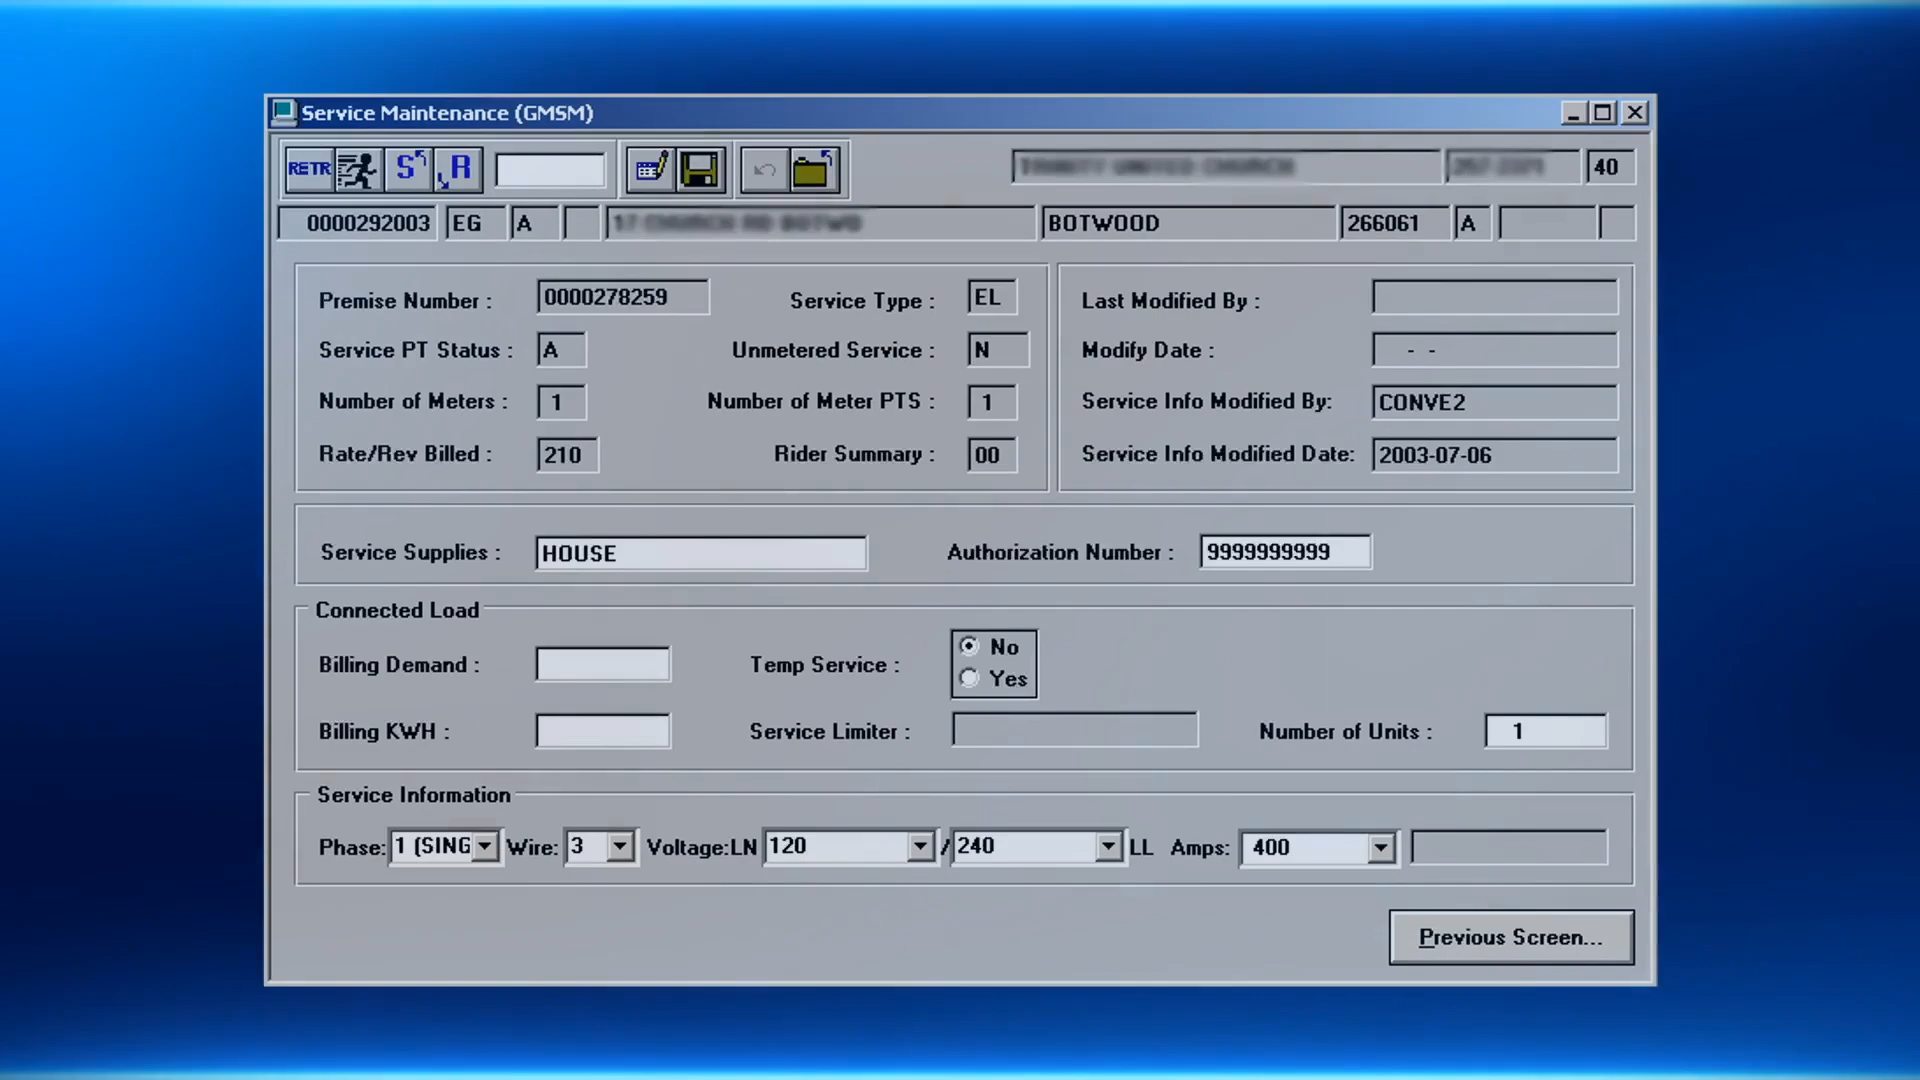 Service Maintenance (GMSM)
RETR S R 40
0000292003 EG A BOTWOOD 266061 A
Premise Number : 0000278259 Service Type : EL Last Modified By :
Service PT Status : A Unmetered Service : N Modify Date : - -
Number of Meters : 1 Number of Meter PTS : 1 Service Info Modified By: CONVE2
Rate/Rev Billed : 210 Rider Summary : 00 Service Info Modified Date: 2003-07-06
Service Supplies : HOUSE Authorization Number : 9999999999
Connected Load
Billing Demand : Temp Service : No
Yes
Billing KWH : Service Limiter : Number of Units : 1
Service Information
Phase: 1 (SING Wire: 3 Voltage:LN 120 / 240 LL Amps: 400
Previous Screen...